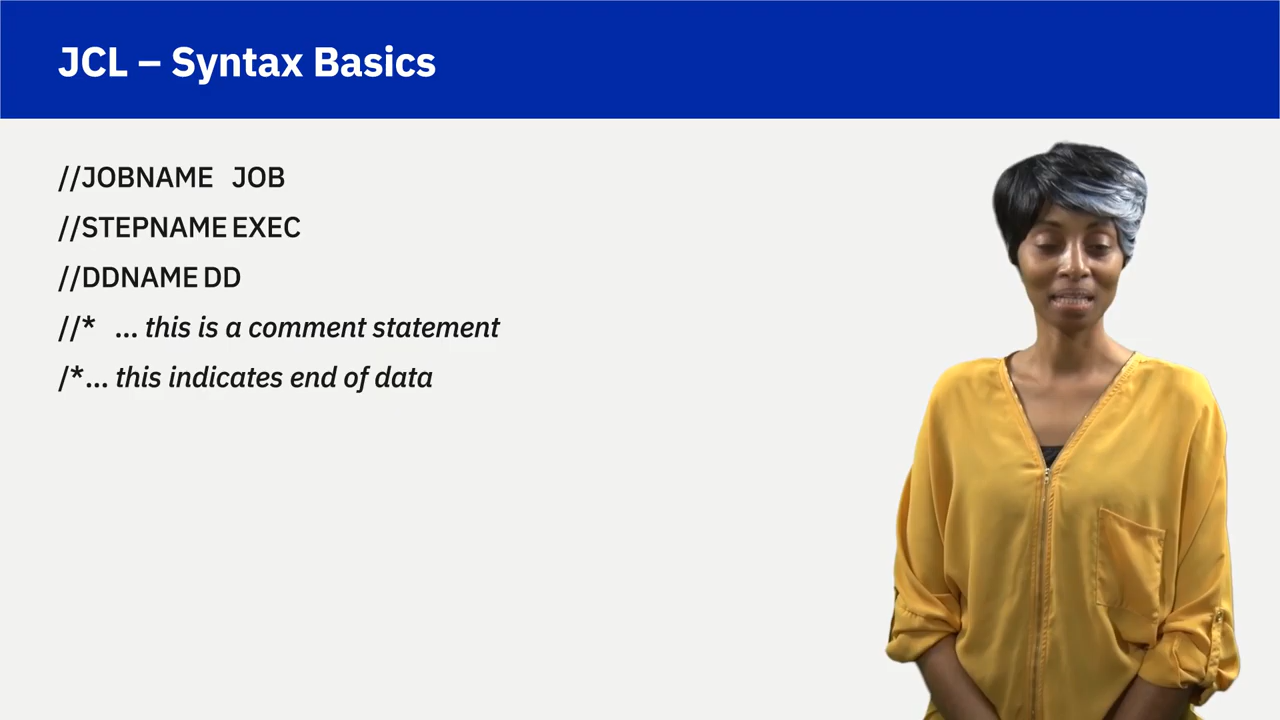 JCL – Syntax Basics
//JOBNAME JOB
//STEPNAME EXEC
//DDNAME DD
//* ... this is a comment statement
/*... this indicates end of data